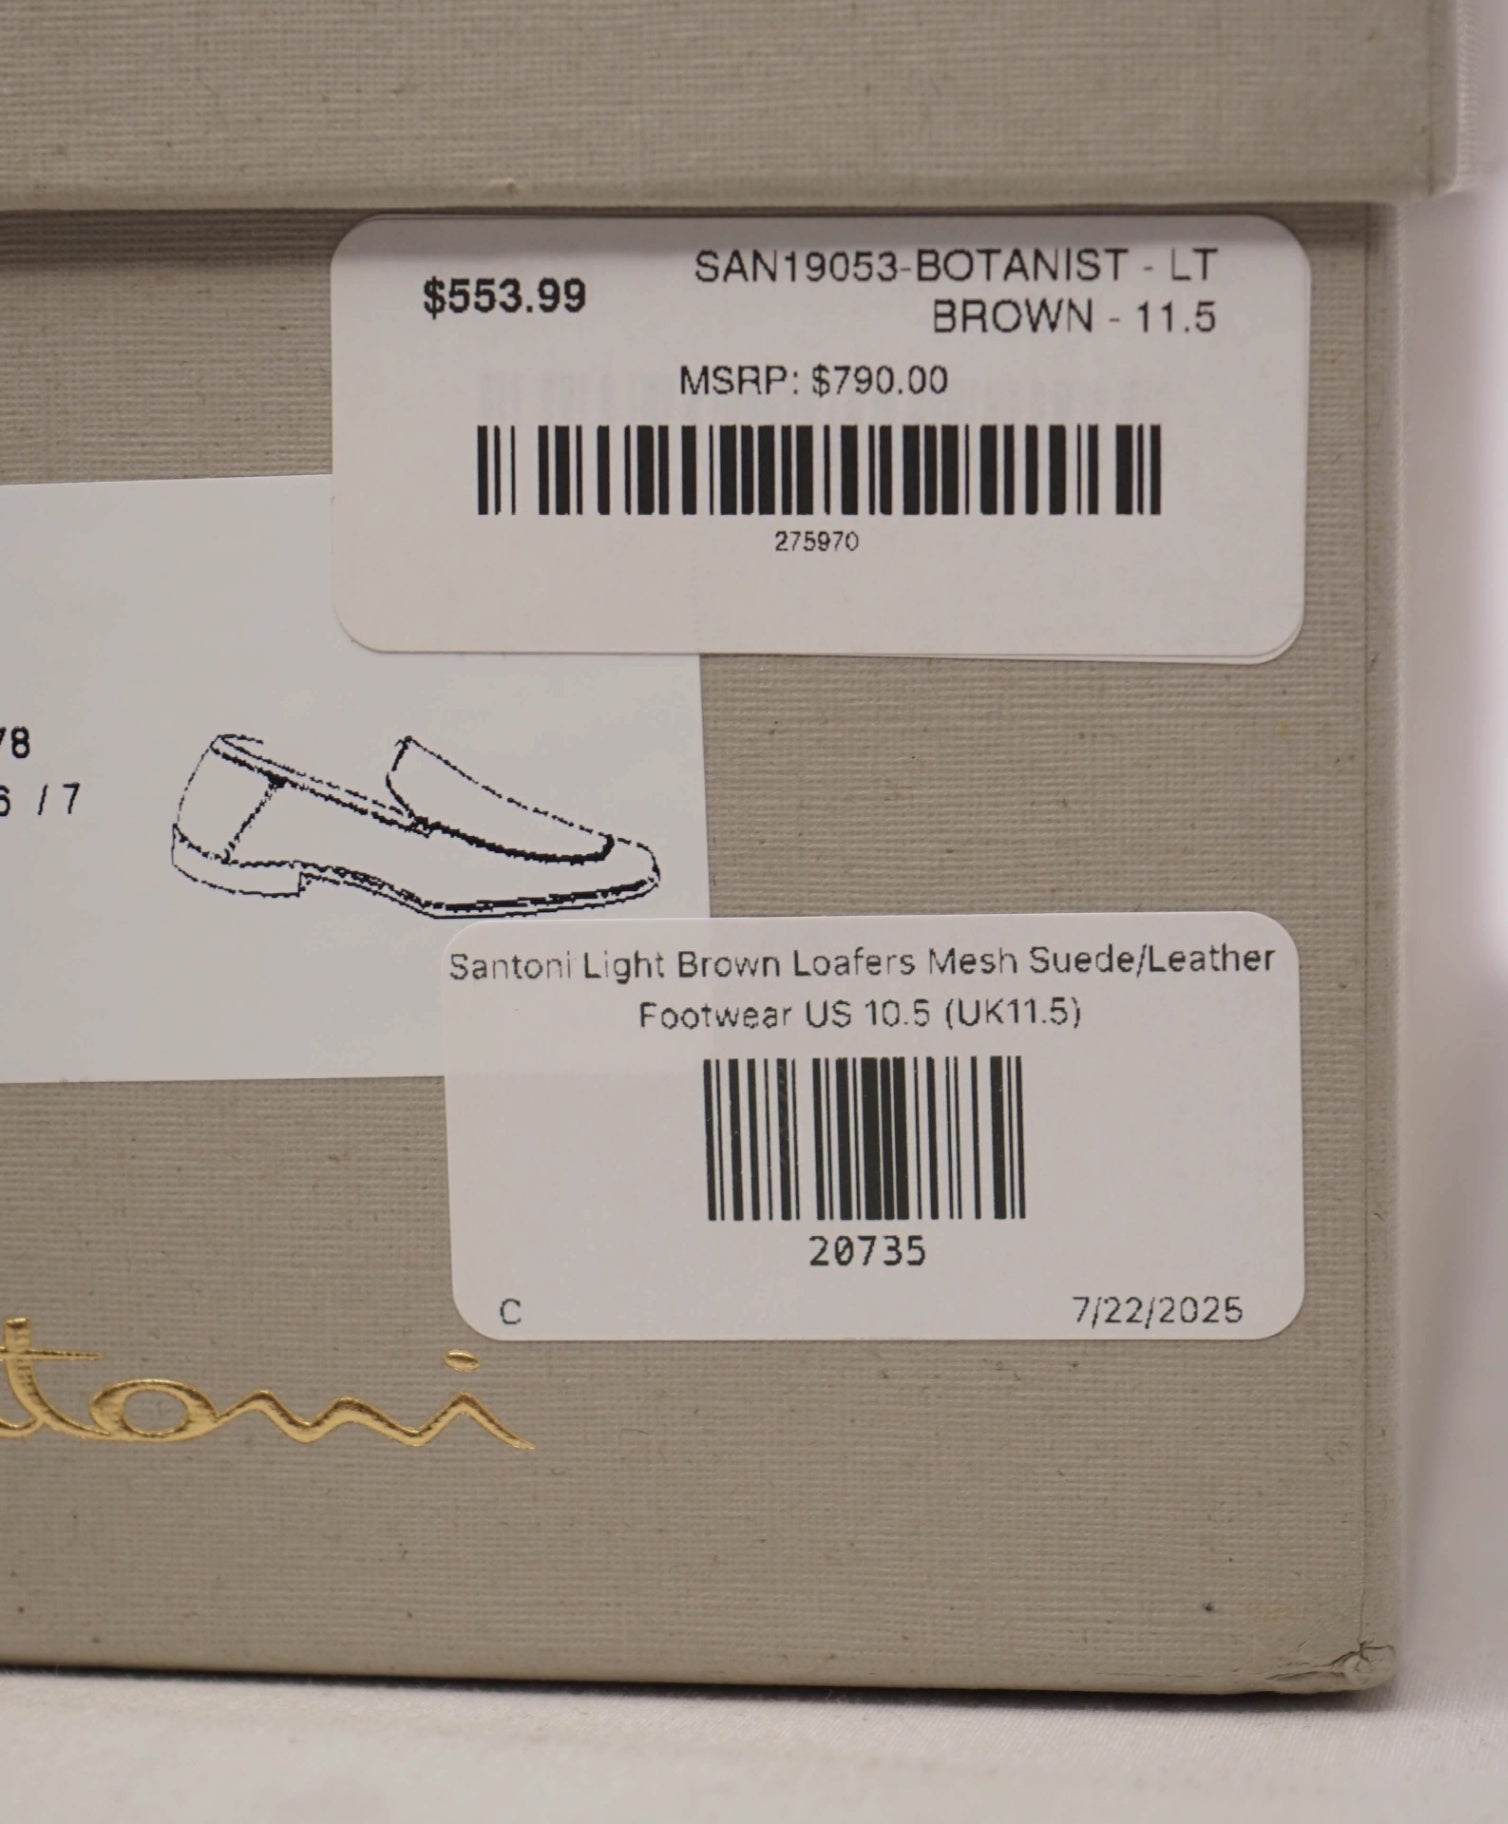 $553.99
SAN19053-BOTANIST - LT
BROWN - 11.5
MSRP: $790.00
275970
78
6 / 7
Santoni Light Brown Loafers Mesh Suede/Leather
Footwear US 10.5 (UK11.5)
20735
C
7/22/2025
toni